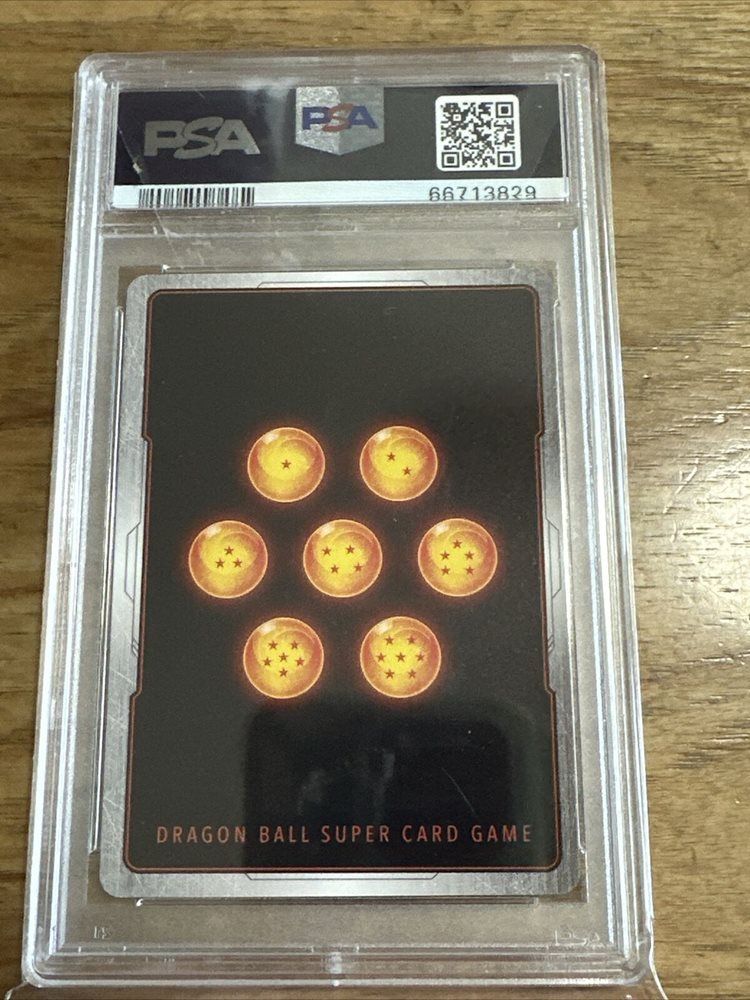 PSA PSA
66713829
DRAGON BALL SUPER CARD GAME